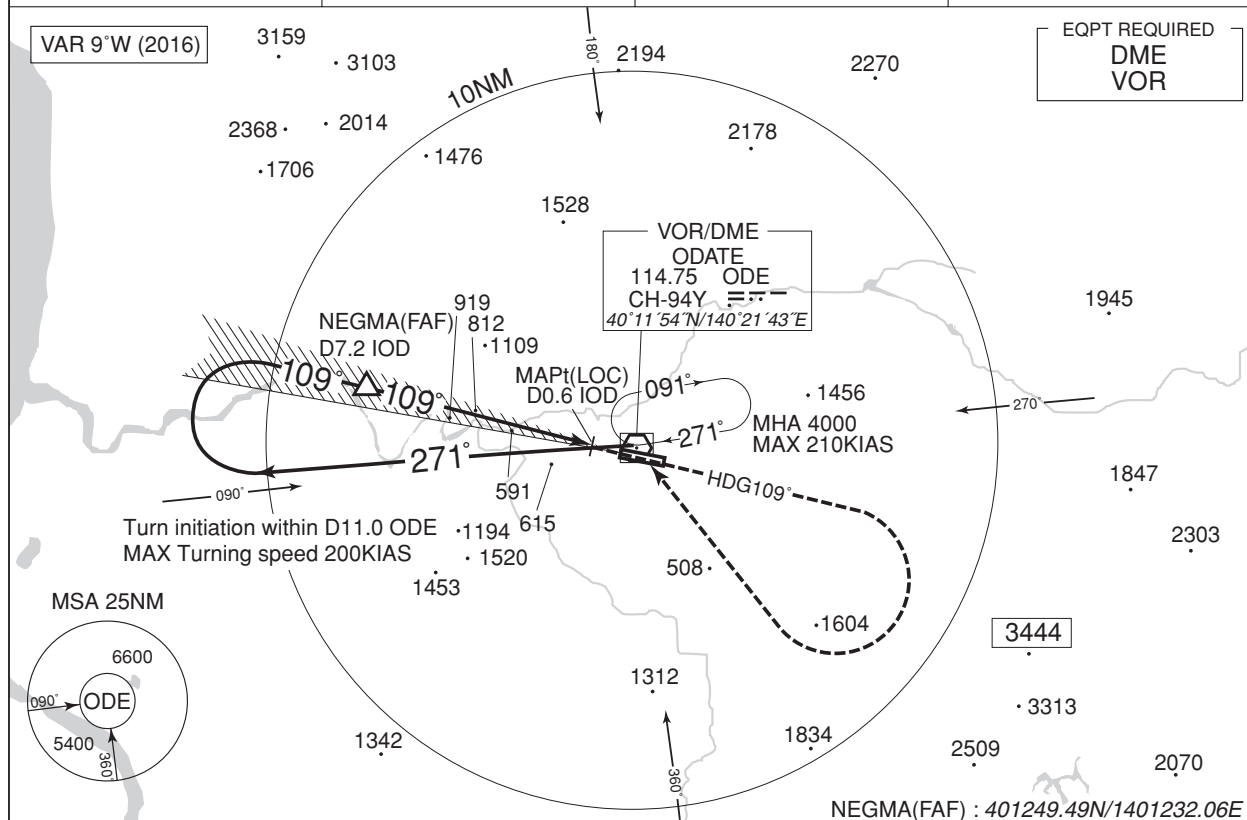 VAR 9°W (2016)
3159
3103
2368
2014
1706
1476
10NM
180°
2194
2270
2178
1528
EQPT REQUIRED
DME
VOR
VOR/DME
ODATE
114.75 ODE
CH-94Y
40°11′54″N/140°21′43″E
1945
NEGMA(FAF)
D7.2 IOD
919
812
1109
MAPt(LOC)
D0.6 IOD
091°
271°
1456
MHA 4000
MAX 210KIAS
270°
109°
109°
271°
090°
HDG109°
1847
2303
591
615
Turn initiation within D11.0 ODE
MAX Turning speed 200KIAS
1194
1520
1453
508
1604
3444
3313
MSA 25NM
6600
090°
ODE
5400
360°
1312
1342
1834
2509
2070
360°
NEGMA(FAF) : 401249.49N/1401232.06E